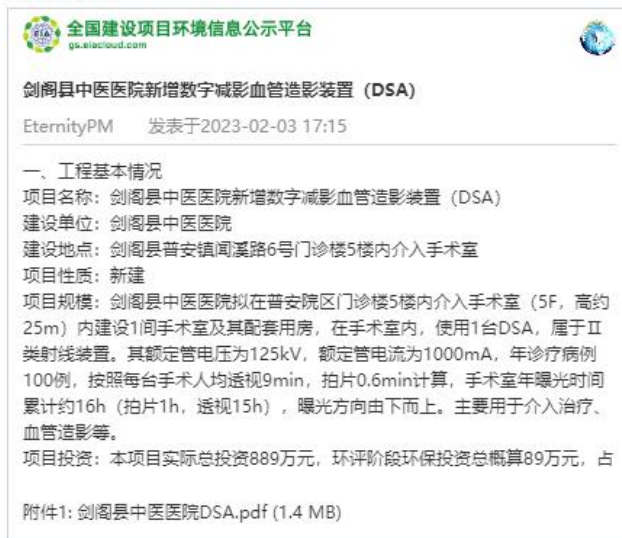 全国建设项目环境信息公示平台
gs.eiacloud.com
剑阁县中医医院新增数字减影血管造影装置（DSA）
EternityPM 发表于2023-02-03 17:15
一、工程基本情况
项目名称：剑阁县中医医院新增数字减影血管造影装置（DSA）
建设单位：剑阁县中医医院
建设地点：剑阁县普安镇闻溪路6号门诊楼5楼内介入手术室
项目性质：新建
项目规模：剑阁县中医医院拟在普安院区门诊楼5楼内介入手术室（5F，高约
25m）内建设1间手术室及其配套用房，在手术室内，使用1台DSA，属于Ⅱ
类射线装置。其额定管电压为125kV，额定管电流为1000mA，年诊疗病例
100例，按照每台手术人均透视9min，拍片0.6min计算，手术室年曝光时间
累计约16h（拍片1h，透视15h），曝光方向由下而上。主要用于介入治疗、
血管造影等。
项目投资：本项目实际总投资889万元，环评阶段环保投资总概算89万元，占
附件1: 剑阁县中医医院DSA.pdf (1.4 MB)